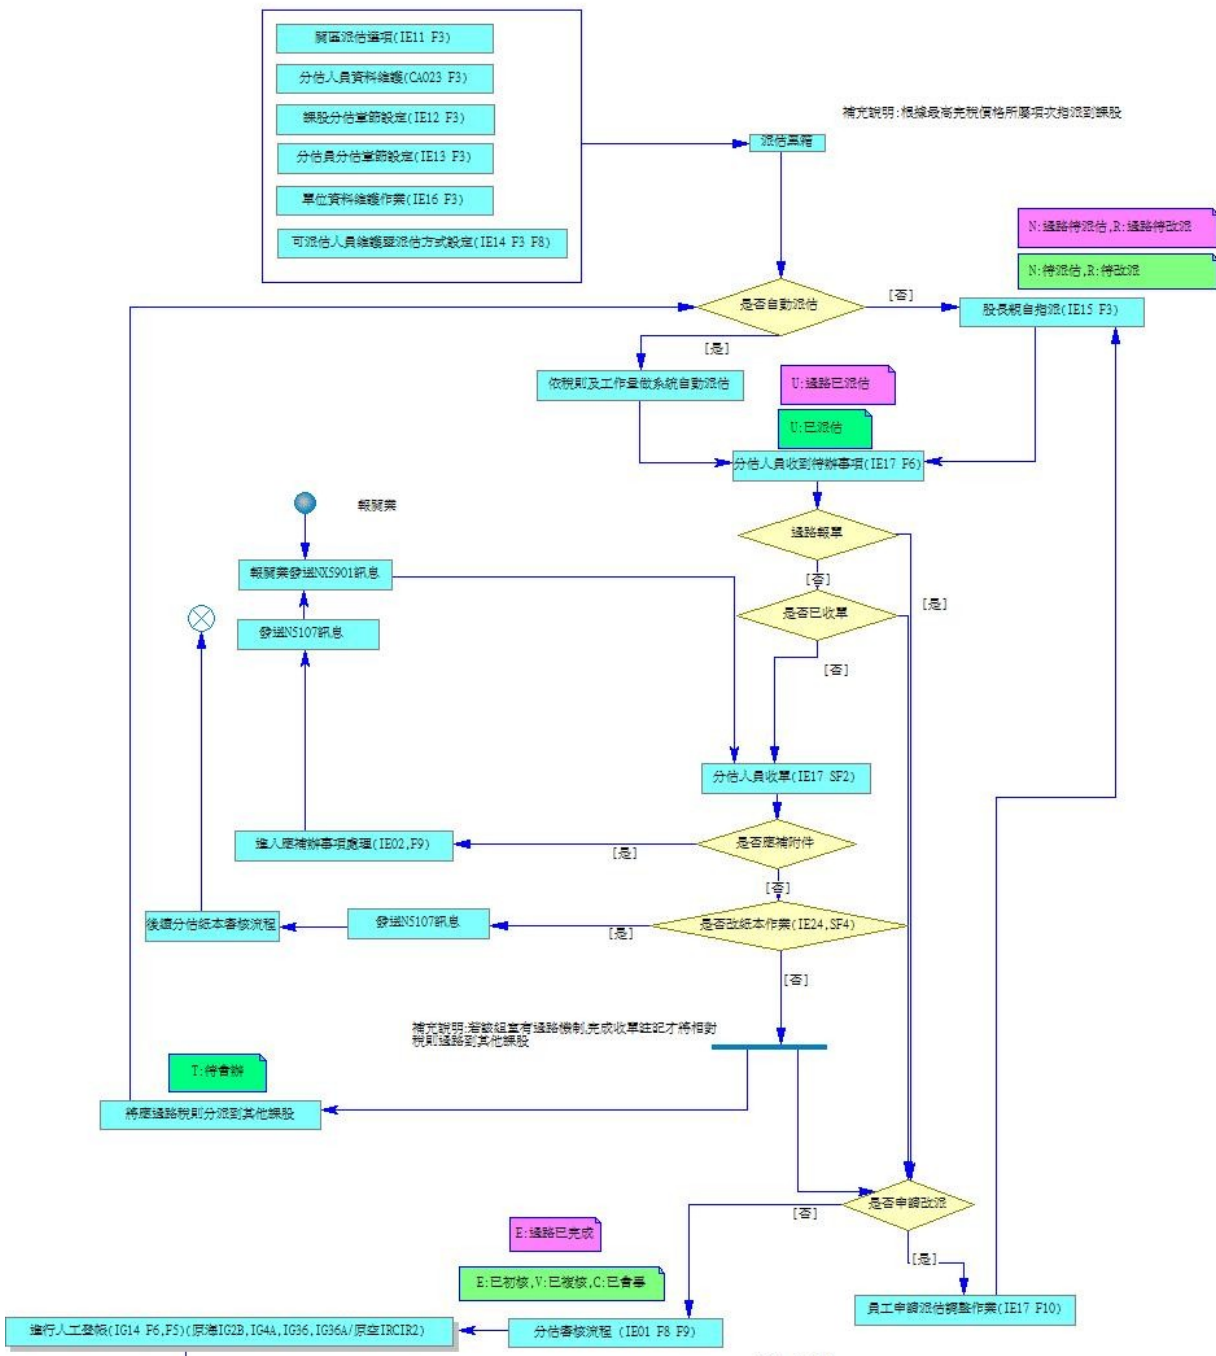 關區派估選項(IE11 F3)
分估人員資料維護(CA023 F3)
課股分估章節設定(IE12 F3)
分估員分估章節設定(IE13 F3)
單位資料維護作業(IE16 F3)
可派估人員維護暨派估方式設定(IE14 F3 F8)
補充說明:根據最高完稅價格所屬項次指派到課股
派估黑箱
N:通路待派估,R:通路待改派
N:待派估,R:待改派
是否自動派估
[否]
股長親自指派(IE15 F3)
[是]
依稅則及工作量做系統自動派估
U:通路已派估
U:已派估
分估人員收到待辦事項(IE17 F6)
報關業
通路報單
報關業發送NX5901訊息
[否]
[是]
是否已收單
發送N5107訊息
[否]
分估人員收單(IE17 SF2)
進入應補辦事項處理(IE02,F9)
[是]
是否應補附件
[否]
後續分估紙本審核流程
發送N5107訊息
[是]
是否改紙本作業(IE24,SF4)
[否]
補充說明:若該組室有通路機制,完成收單註記才將相對
稅則通路到其他課股
T:待會辦
將應通路稅則分派到其他課股
是否申請改派
[否]
E:通路已完成
[是]
E:已初核,V:已複核,C:已會畢
員工申請派估調整作業(IE17 F10)
進行人工登帳(IG14 F6,F5)(原海IG2B,IG4A,IG36,IG36A/原空IRCIR2)
分估審核流程 (IE01 F8 F9)